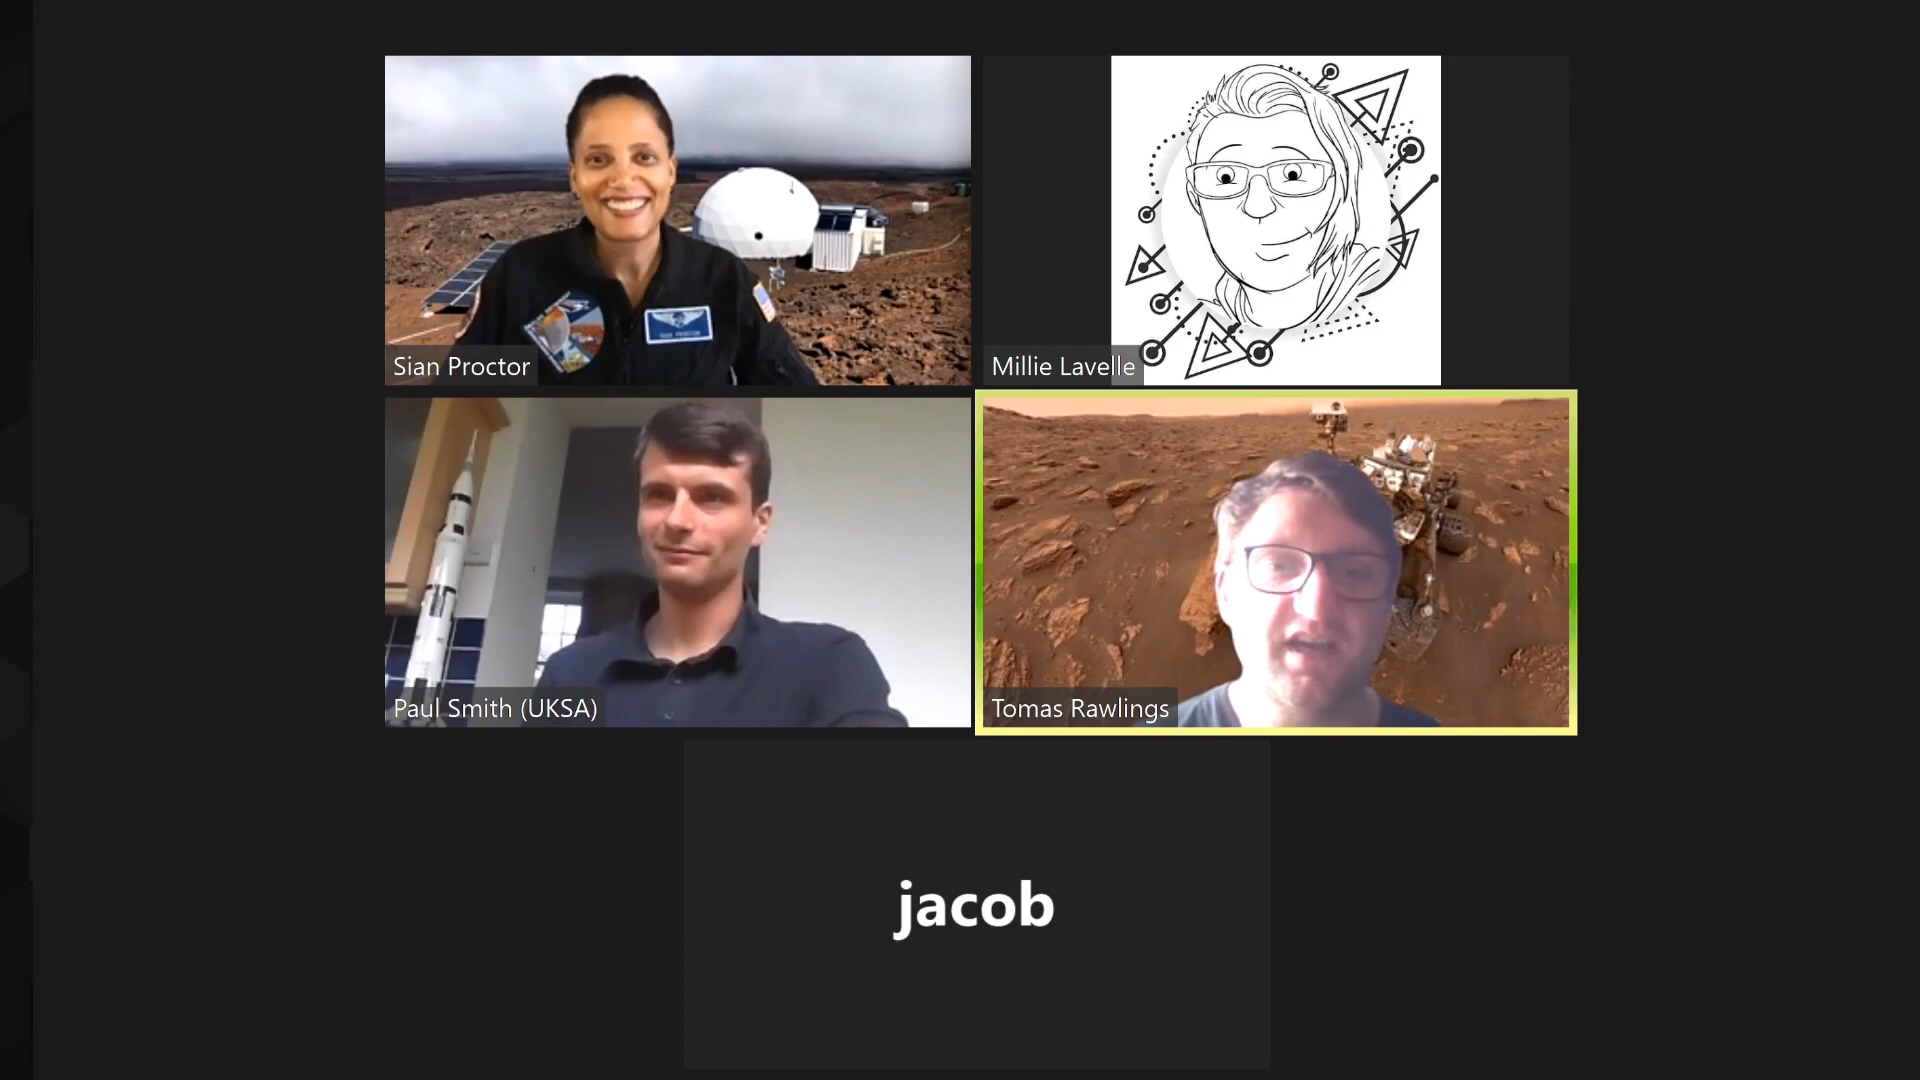 Sian Proctor
Millie Lavelle
Paul Smith (UKSA)
Tomas Rawlings
jacob